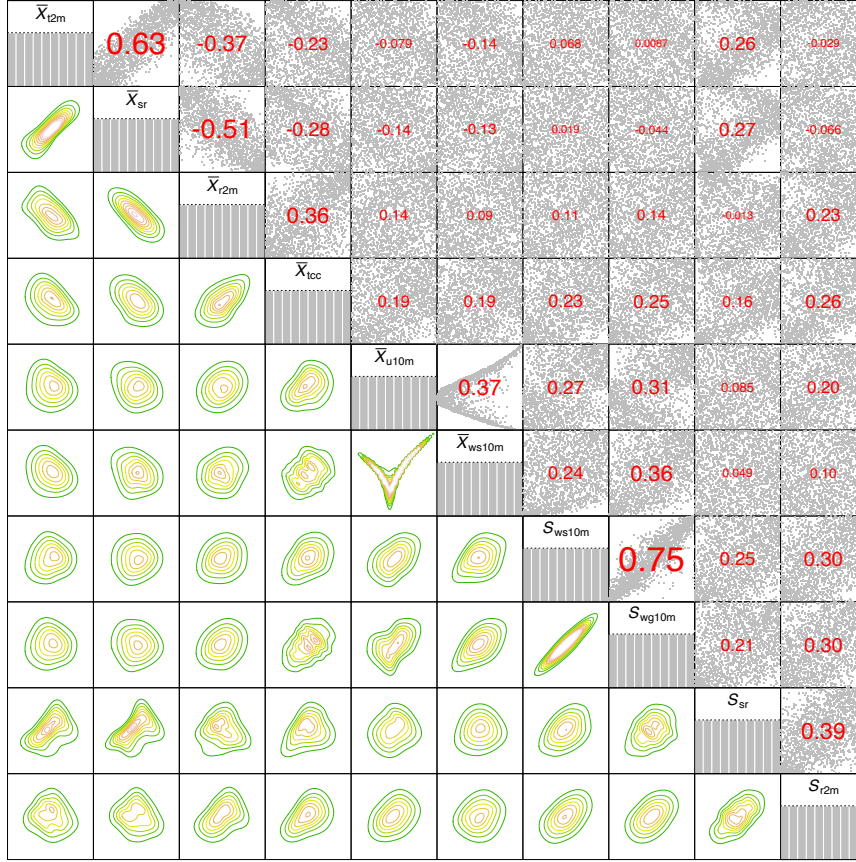 X̅t2m 0.63 -0.37 -0.23 -0.079 -0.14 0.068 0.0087 0.26 -0.029
X̅sr -0.51 -0.28 -0.14 -0.13 0.019 -0.044 0.27 -0.066
X̅r2m 0.36 0.14 0.09 0.11 0.14 -0.013 0.23
X̅tcc 0.19 0.19 0.23 0.25 0.16 0.26
X̅u10m 0.37 0.27 0.31 0.085 0.20
X̅ws10m 0.24 0.36 0.049 0.10
Sws10m 0.75 0.25 0.30
Swg10m 0.21 0.30
Ssr 0.39
Sr2m